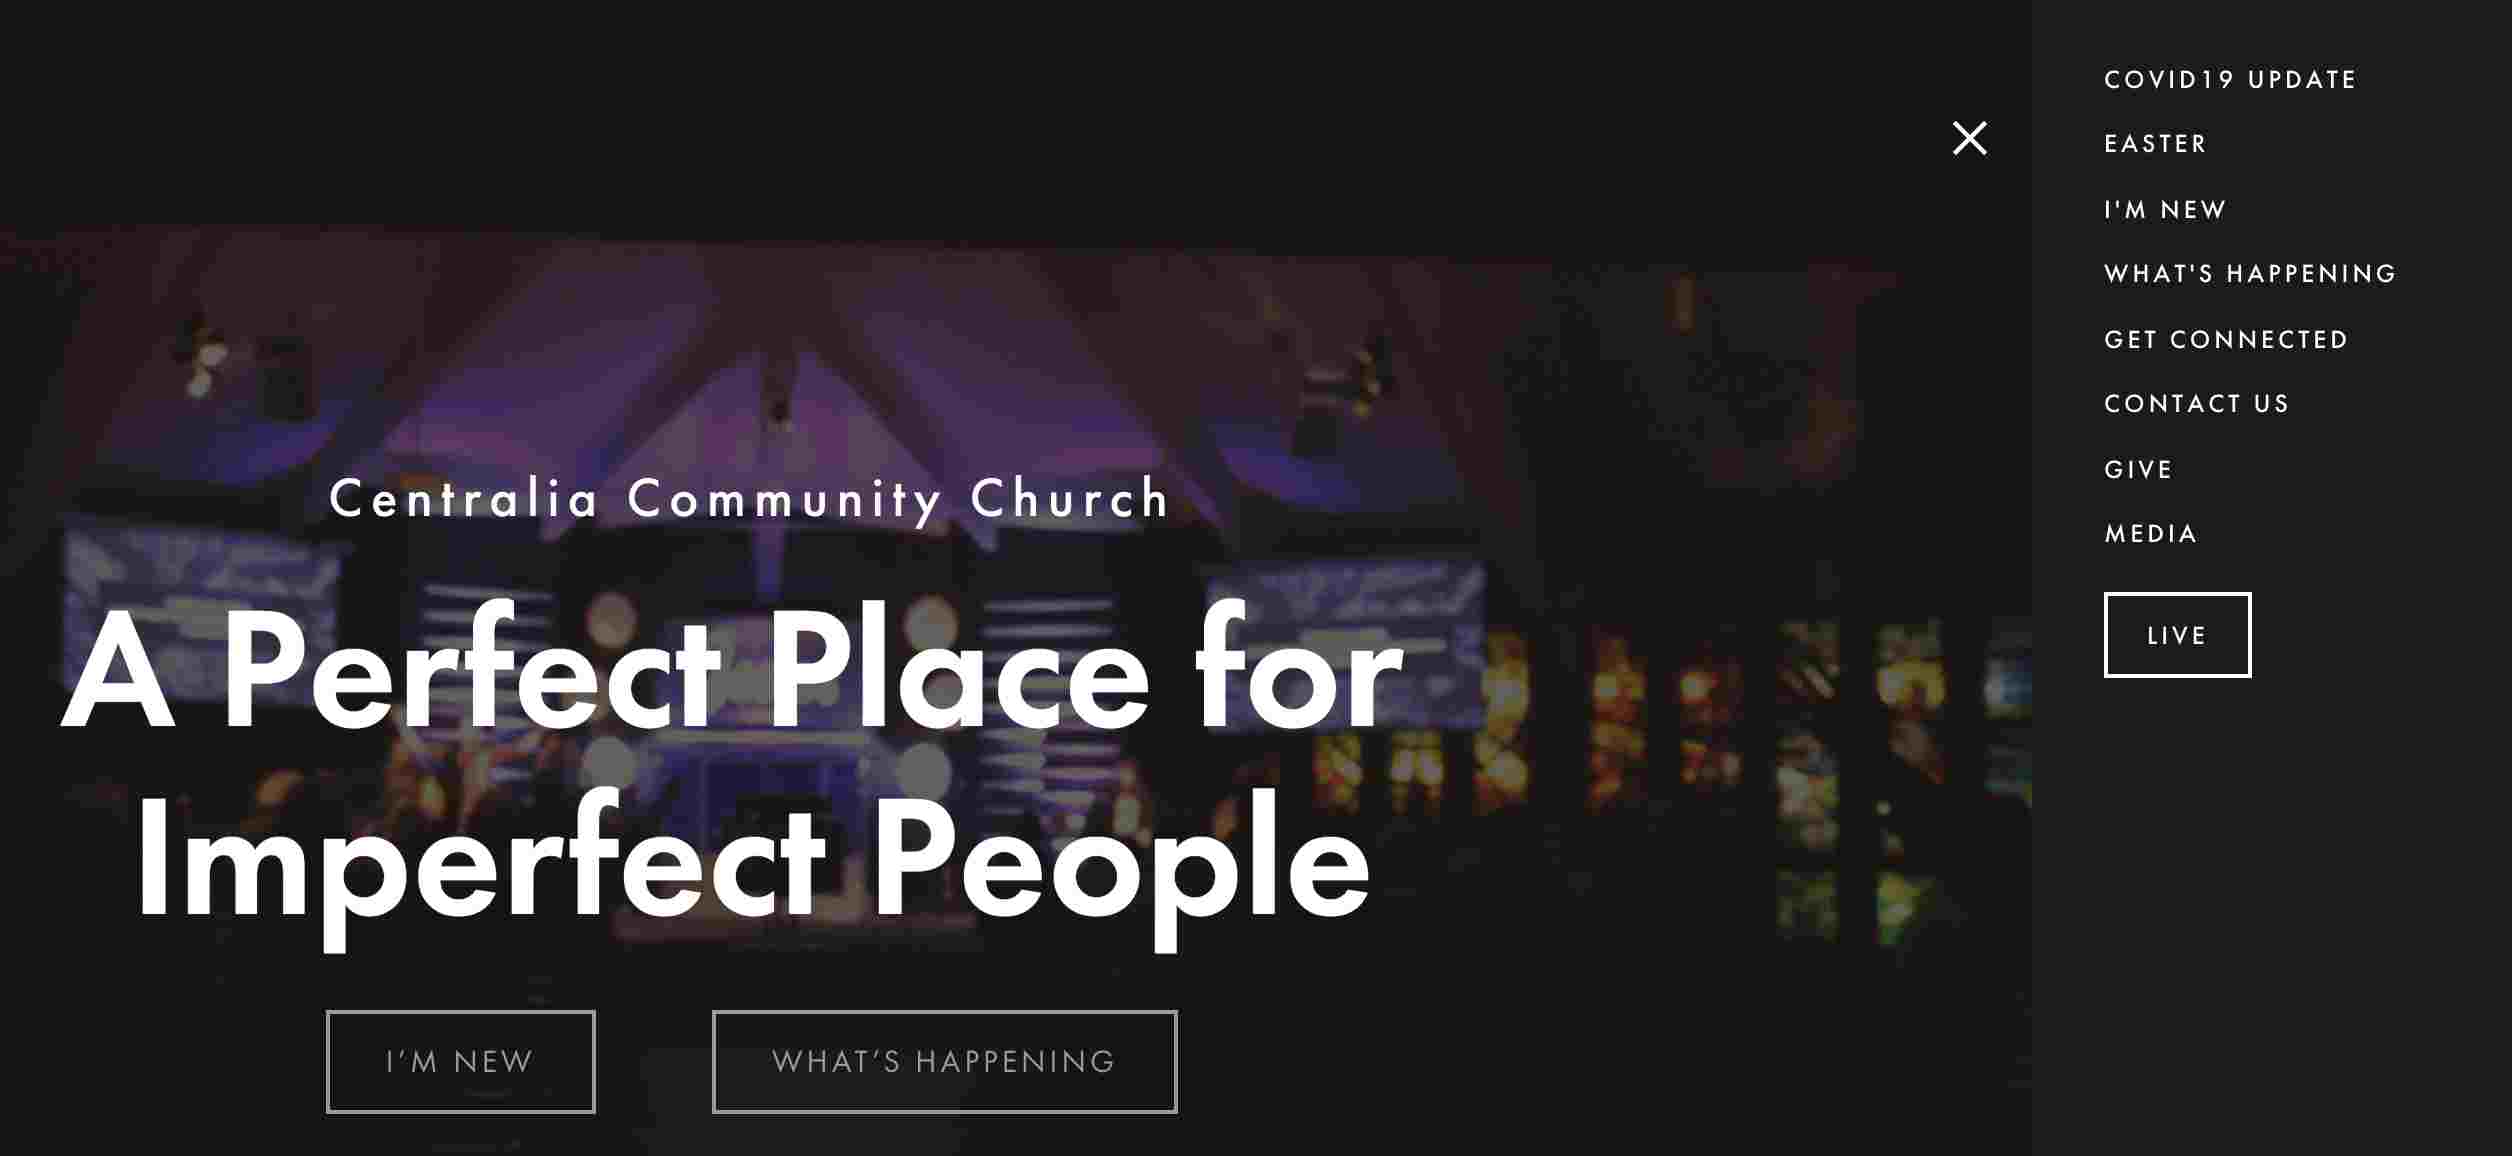 Centralia Community Church
A Perfect Place for
Imperfect People
I’M NEW
WHAT’S HAPPENING
COVID19 UPDATE
EASTER
I'M NEW
WHAT'S HAPPENING
GET CONNECTED
CONTACT US
GIVE
MEDIA
LIVE